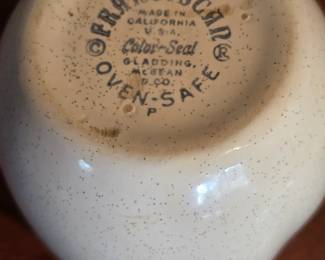 © FRANCISCAN ®
MADE IN
CALIFORNIA
U.S.A.
Color-Seal
GLADDING,
McBEAN
& CO.
OVEN-SAFE
P